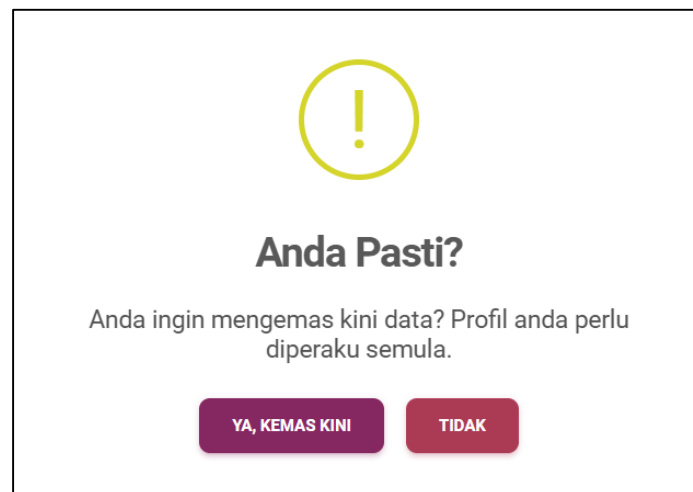 Anda Pasti?
Anda ingin mengemas kini data? Profil anda perlu
diperaku semula.
YA, KEMAS KINI
TIDAK